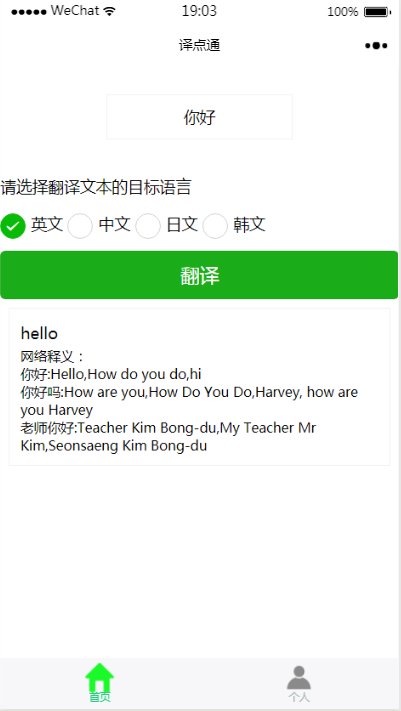 WeChat 19:03 100%
译点通
你好
请选择翻译文本的目标语言
英文 中文 日文 韩文
翻译
hello
网络释义：
你好:Hello,How do you do,hi
你好吗:How are you,How Do You Do,Harvey, how are
you Harvey
老师你好:Teacher Kim Bong-du,My Teacher Mr
Kim,Seonsaeng Kim Bong-du
首页 个人